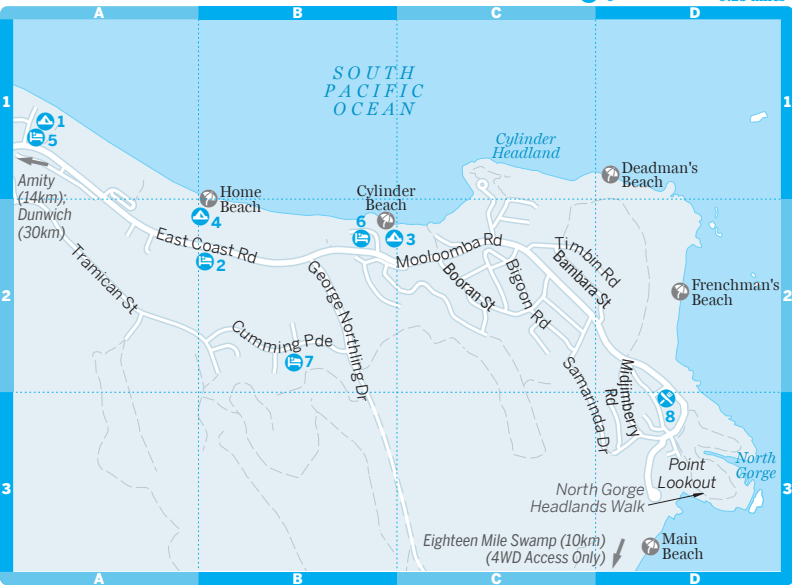 A
B
C
D
1
SOUTH
PACIFIC
OCEAN
1
1
5
Cylinder
Headland
Deadman's
Beach
Amity
(14km);
Dunwich
(30km)
Home
Beach
Cylinder
Beach
4
6
3
East Coast Rd
2
Mooloomba Rd
Timbin Rd
Bambara St
Tramican St
George Northling Dr
Booran St
Bigoon Rd
2
2
Frenchman's
Beach
Cumming Pde
7
Samarinda Dr
Midjimberry
Rd
8
3
3
Point
Lookout
North
Gorge
North Gorge
Headlands Walk
Eighteen Mile Swamp (10km)
(4WD Access Only)
Main
Beach
A
B
C
D